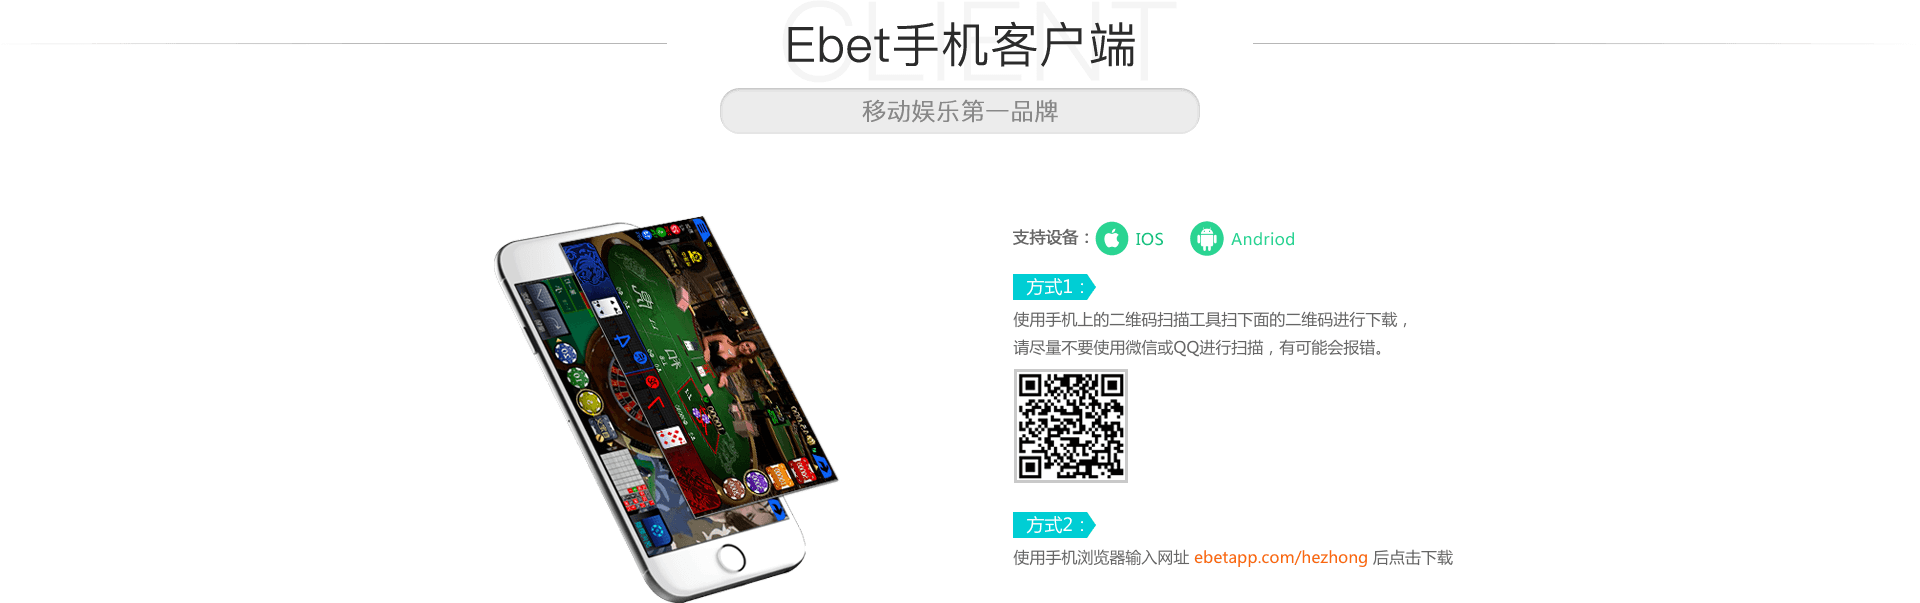 CLIENT
Ebet手机客户端
移动娱乐第一品牌
支持设备：
IOS
Andriod
方式1：
使用手机上的二维码扫描工具扫下面的二维码进行下载，
请尽量不要使用微信或QQ进行扫描，有可能会报错。
方式2：
使用手机浏览器输入网址 ebetapp.com/hezhong 后点击下载